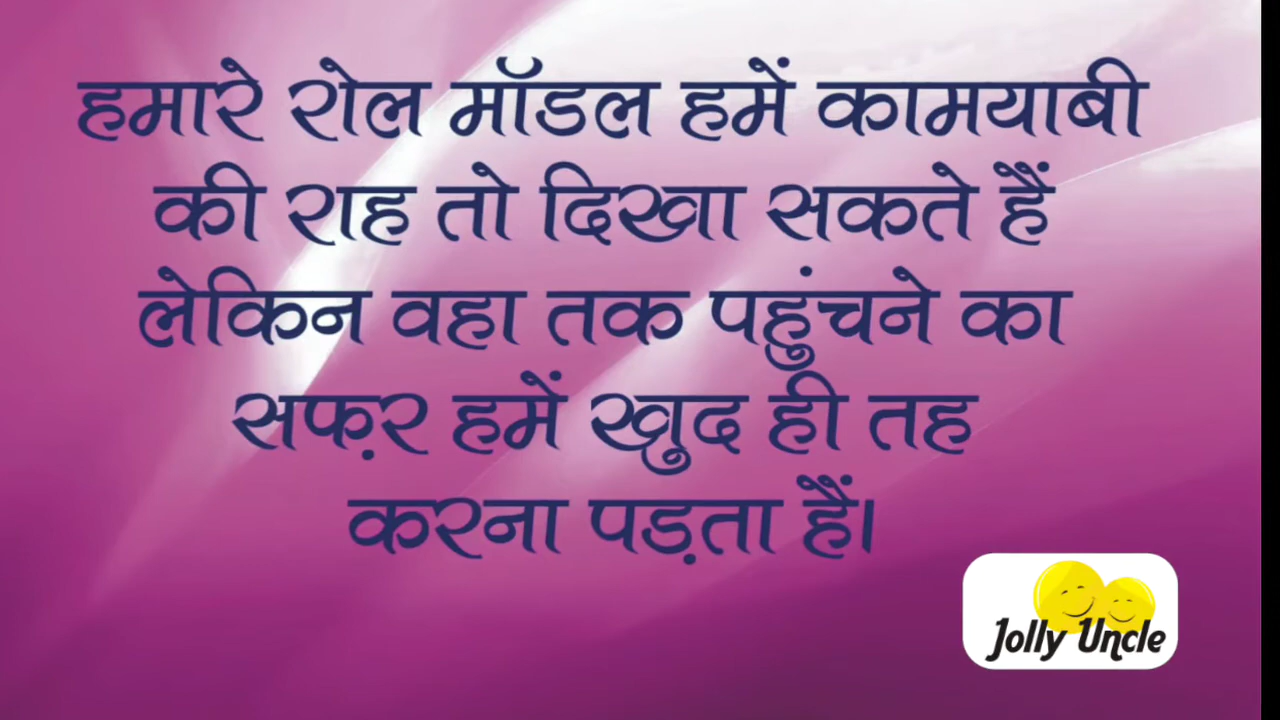 हमारे रोल मॉडल हमें कामयाबी
की राह तो दिखा सकते हैं
लेकिन वहा तक पहुंचने का
सफ़र हमें खुद ही तह
करना पड़ता हैं।
Jolly Uncle